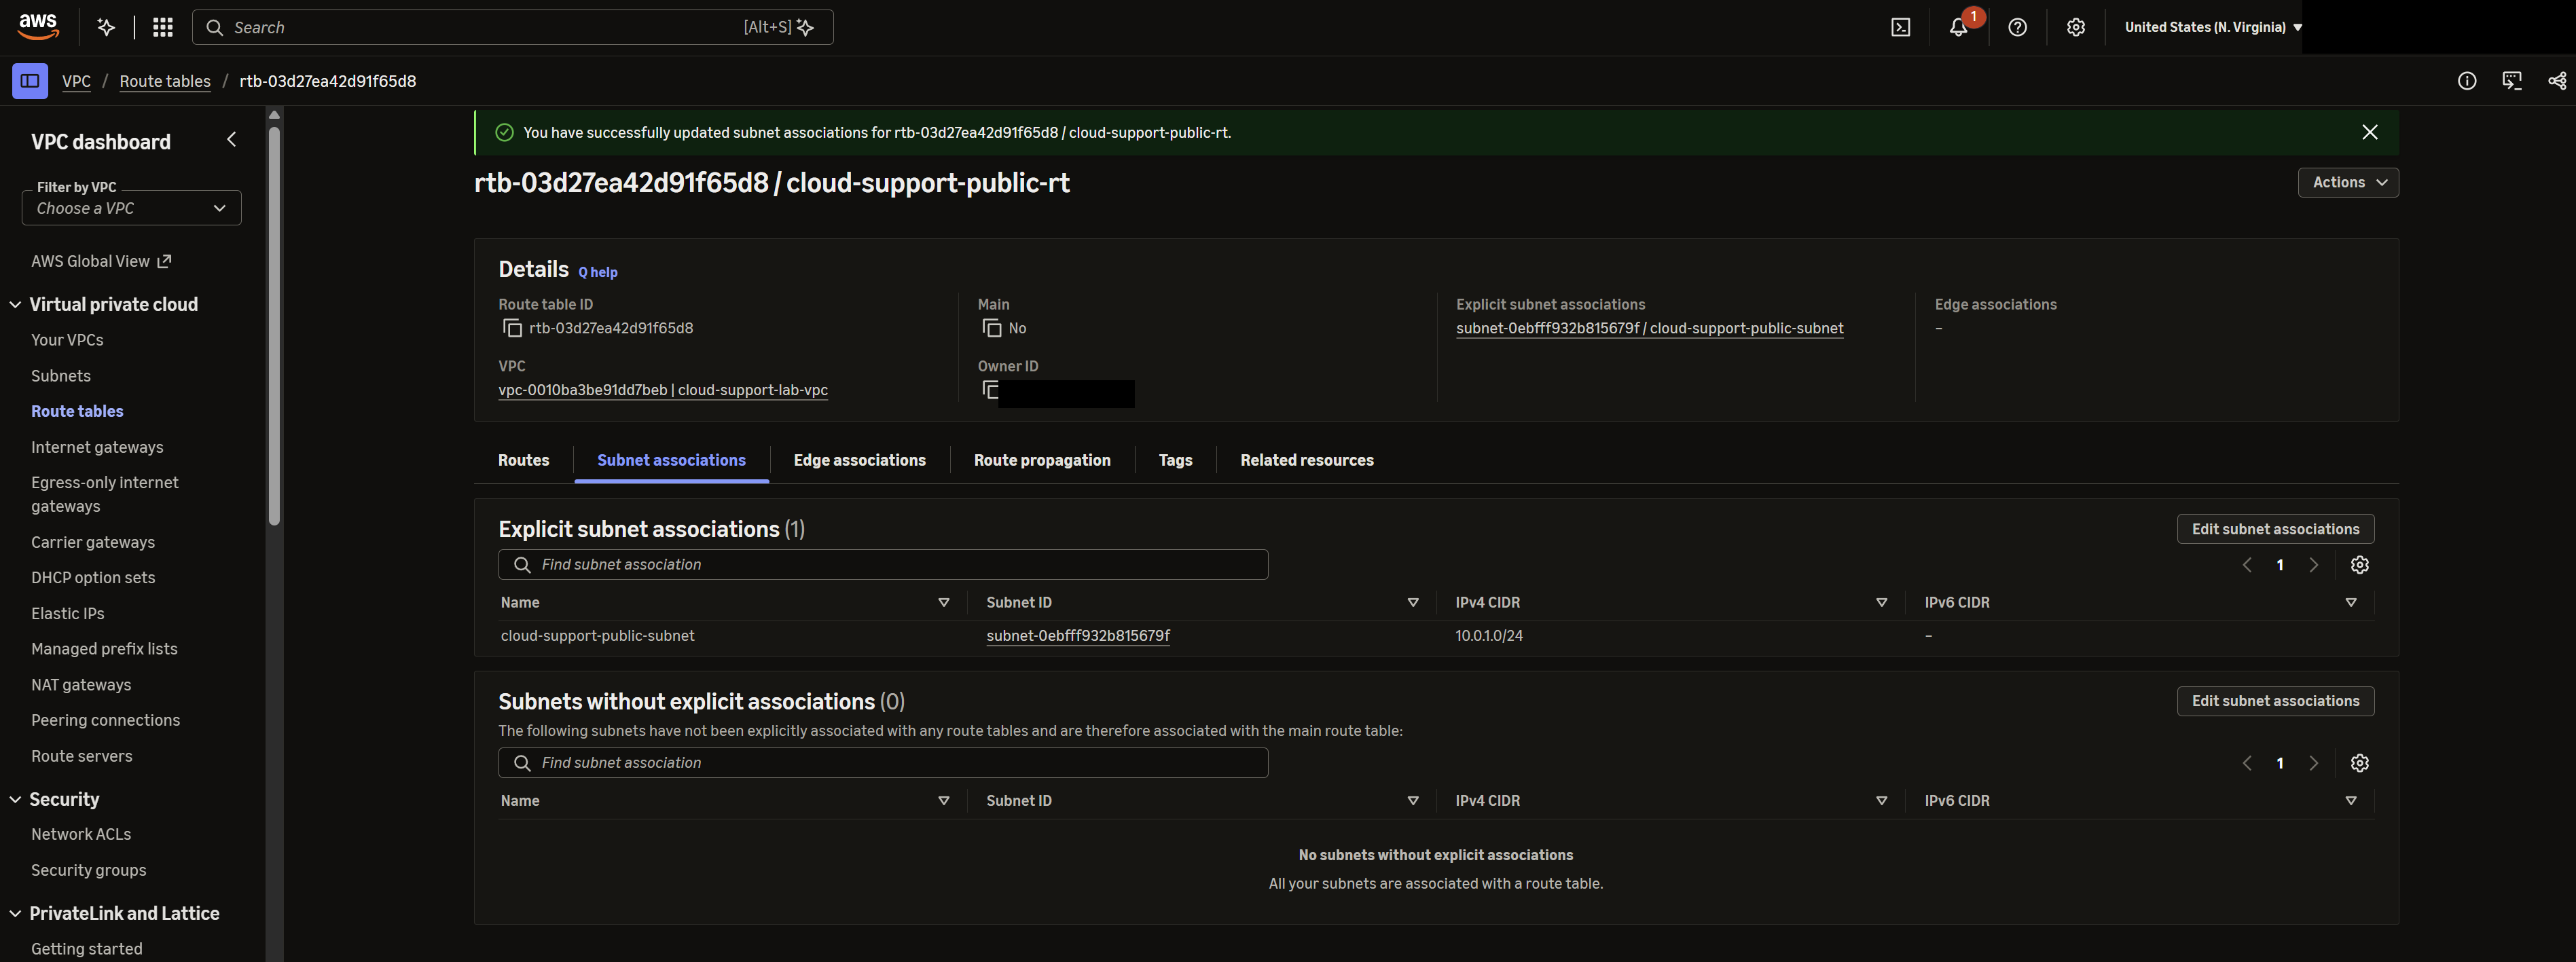 aws
Search
[Alt+S]
1
United States (N. Virginia)
VPC / Route tables / rtb-03d27ea42d91f65d8
VPC dashboard
Filter by VPC
Choose a VPC
AWS Global View
Virtual private cloud
Your VPCs
Subnets
Route tables
Internet gateways
Egress-only internet
gateways
Carrier gateways
DHCP option sets
Elastic IPs
Managed prefix lists
NAT gateways
Peering connections
Route servers
Security
Network ACLs
Security groups
PrivateLink and Lattice
Getting started
You have successfully updated subnet associations for rtb-03d27ea42d91f65d8 / cloud-support-public-rt.
rtb-03d27ea42d91f65d8 / cloud-support-public-rt
Actions
Details Q help
Route table ID
rtb-03d27ea42d91f65d8
Main
No
Explicit subnet associations
subnet-0ebfff932b815679f / cloud-support-public-subnet
Edge associations
–
VPC
vpc-0010ba3be91dd7beb | cloud-support-lab-vpc
Owner ID
Routes
Subnet associations
Edge associations
Route propagation
Tags
Related resources
Explicit subnet associations (1)
Edit subnet associations
Find subnet association
1
Name Subnet ID IPv4 CIDR IPv6 CIDR
cloud-support-public-subnet subnet-0ebfff932b815679f 10.0.1.0/24 –
Subnets without explicit associations (0)
Edit subnet associations
The following subnets have not been explicitly associated with any route tables and are therefore associated with the main route table:
Find subnet association
1
Name Subnet ID IPv4 CIDR IPv6 CIDR
No subnets without explicit associations
All your subnets are associated with a route table.